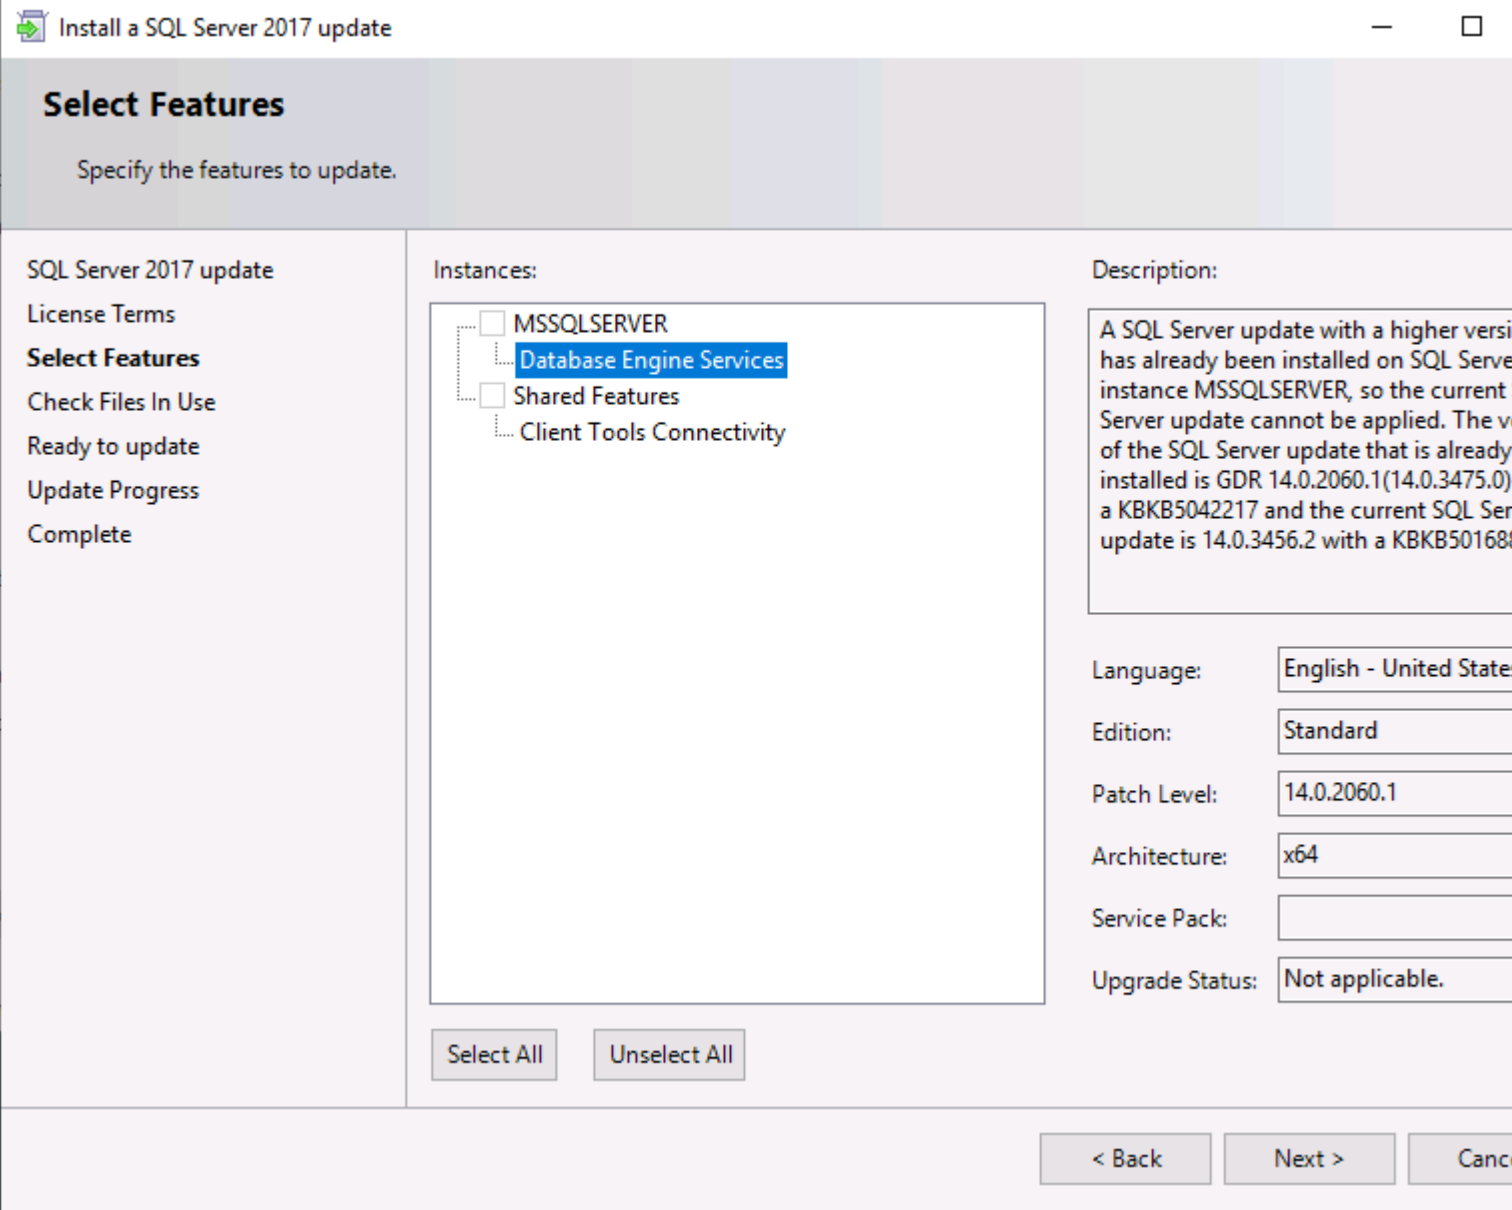 Install a SQL Server 2017 update
Select Features
Specify the features to update.
SQL Server 2017 update
License Terms
Select Features
Check Files In Use
Ready to update
Update Progress
Complete
Instances:
MSSQLSERVER
Database Engine Services
Shared Features
Client Tools Connectivity
Select All
Unselect All
Description:
A SQL Server update with a higher versi
has already been installed on SQL Serve
instance MSSQLSERVER, so the current
Server update cannot be applied. The v
of the SQL Server update that is already
installed is GDR 14.0.2060.1(14.0.3475.0)
a KBKB5042217 and the current SQL Ser
update is 14.0.3456.2 with a KBKB50168
Language:
English - United State
Edition:
Standard
Patch Level:
14.0.2060.1
Architecture:
x64
Service Pack:
Upgrade Status:
Not applicable.
< Back
Next >
Canc